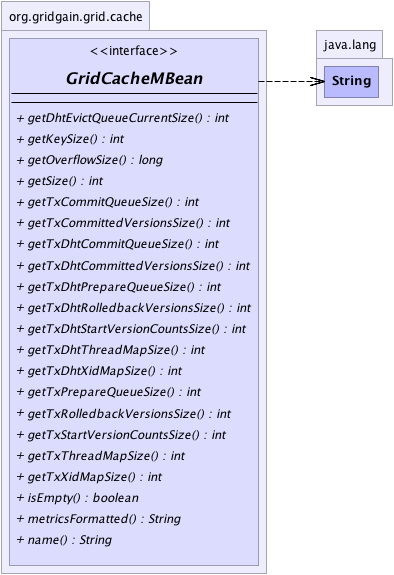 org.gridgain.grid.cache
<<interface>>
GridCacheMBean
+ getDhtEvictQueueCurrentSize() : int
+ getKeySize() : int
+ getOverflowSize() : long
+ getSize() : int
+ getTxCommitQueueSize() : int
+ getTxCommittedVersionsSize() : int
+ getTxDhtCommitQueueSize() : int
+ getTxDhtCommittedVersionsSize() : int
+ getTxDhtPrepareQueueSize() : int
+ getTxDhtRolledbackVersionsSize() : int
+ getTxDhtStartVersionCountsSize() : int
+ getTxDhtThreadMapSize() : int
+ getTxDhtXidMapSize() : int
+ getTxPrepareQueueSize() : int
+ getTxRolledbackVersionsSize() : int
+ getTxStartVersionCountsSize() : int
+ getTxThreadMapSize() : int
+ getTxXidMapSize() : int
+ isEmpty() : boolean
+ metricsFormatted() : String
+ name() : String
java.lang
String